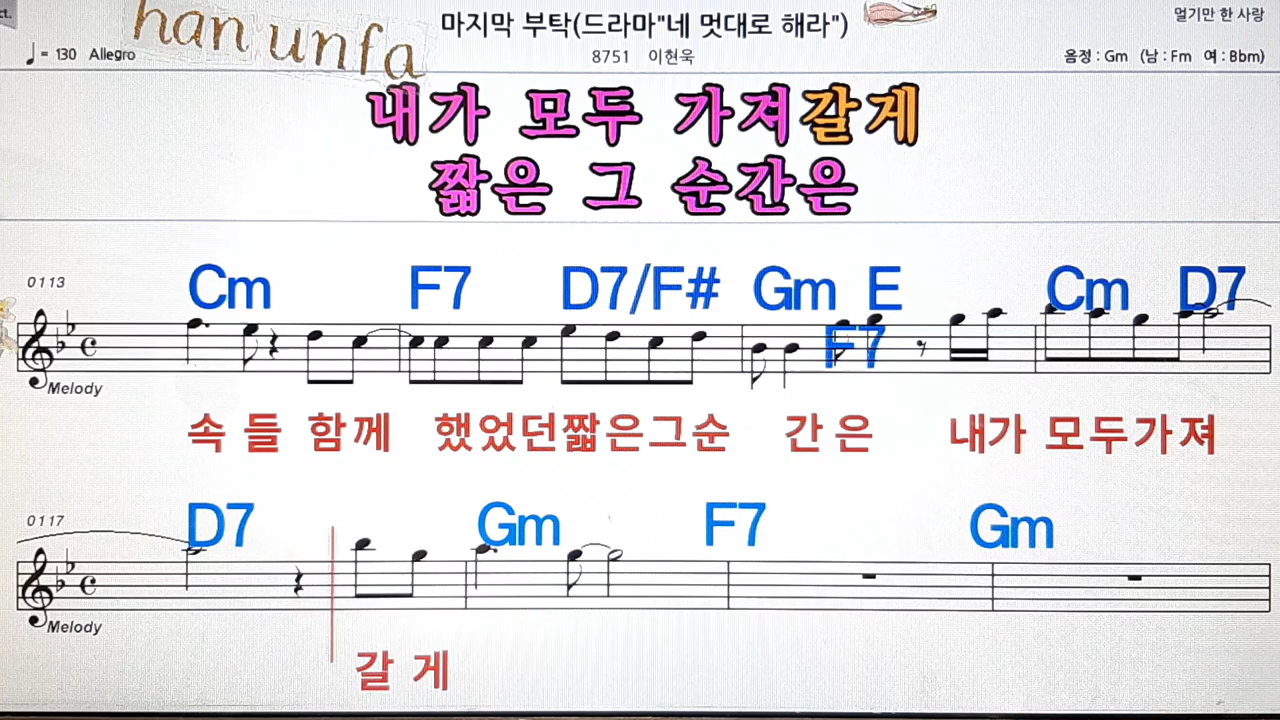 ct.
han unfa
마지막 부탁(드라마"네 멋대로 해라")
멀기만 한 사랑
♩= 130 Allegro
8751 이현욱
음정 : Gm (남 : Fm 여 : Bbm)
내가 모두 가져갈게
짧은 그 순간은
0113
Cm F7 D7/F# Gm E Cm D7
F7
Melody
속 들 함께 했었던짧은그순 간 은 내가 모두가져
0117
D7 Gm F7 Gm
Melody
갈 게